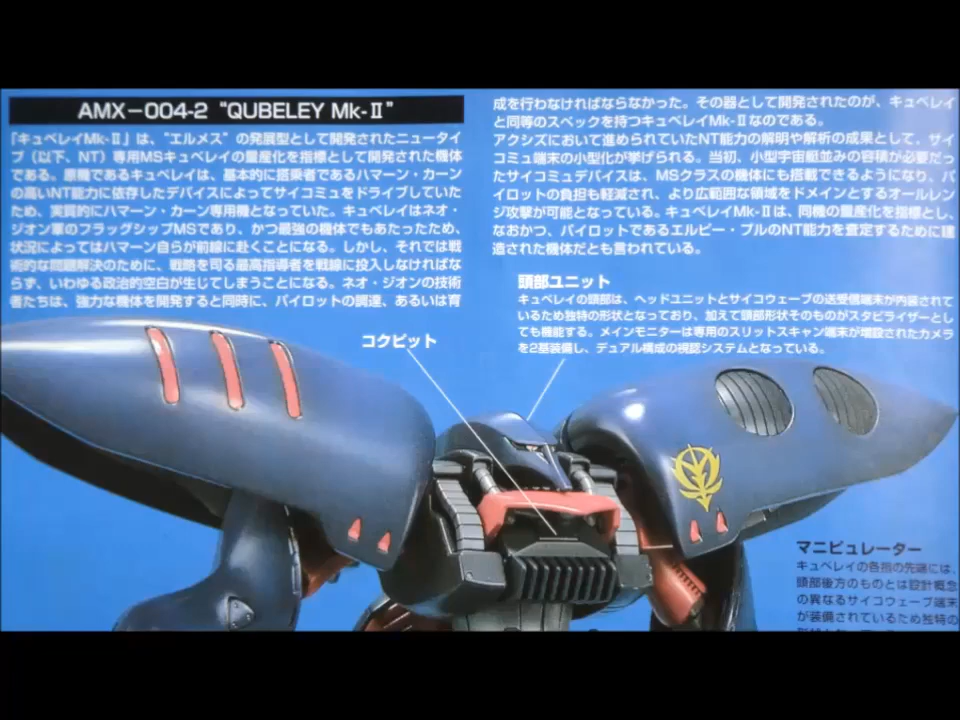 AMX-004-2 “QUBELEY Mk-Ⅱ”
「キュベレイMk-Ⅱ」は、“エルメス”の発展型として開発されたニュータイ
プ（以下、NT）専用MSキュベレイの量産化を指標として開発された機体
である。原機であるキュベレイは、基本的に搭乗者であるハマーン・カーン
の高いNT能力に依存したデバイスによってサイコミュをドライブしていた
ため、実質的にハマーン・カーン専用機となっていた。キュベレイはネオ・
ジオン軍のフラッグシップMSであり、かつ最強の機体でもあたったため、
状況によってはハマーン自らが前線に赴くことになる。しかし、それでは戦
術的な問題解決のために、戦略を司る最高指導者を戦線に投入しなければな
らず、いわゆる政治的空白が生じてしまうことになる。ネオ・ジオンの技術
者たちは、強力な機体を開発すると同時に、パイロットの調達、あるいは育
成を行わなければならなかった。その器として開発されたのが、キュベレイ
と同等のスペックを持つキュベレイMk-Ⅱなのである。
アクシズにおいて進められていたNT能力の解明や解析の成果として、サイ
コミュ端末の小型化が挙げられる。当初、小型宇宙艇並みの容積が必要だっ
たサイコミュデバイスは、MSクラスの機体にも搭載できるようになり、パ
イロットの負担も軽減され、より広範囲な領域をドメインとするオールレン
ジ攻撃が可能となっている。キュベレイMk-Ⅱは、同機の量産化を指標とし、
なおかつ、パイロットであるエルピー・プルのNT能力を査定するために建
造された機体だとも言われている。
頭部ユニット
キュベレイの頭部は、ヘッドユニットとサイコウェーブの送受信端末が内装されて
いるため独特の形状となっており、加えて頭部形状そのものがスタビライザーとし
ても機能する。メインモニターは専用のスリットスキャン端末が増設されたカメラ
を2基装備し、デュアル構成の視認システムとなっている。
コクピット
マニピュレーター
キュベレイの各指の先端には、
頭部後方のものとは設計概念
の異なるサイコウェーブ端末
が装備されているため独特の